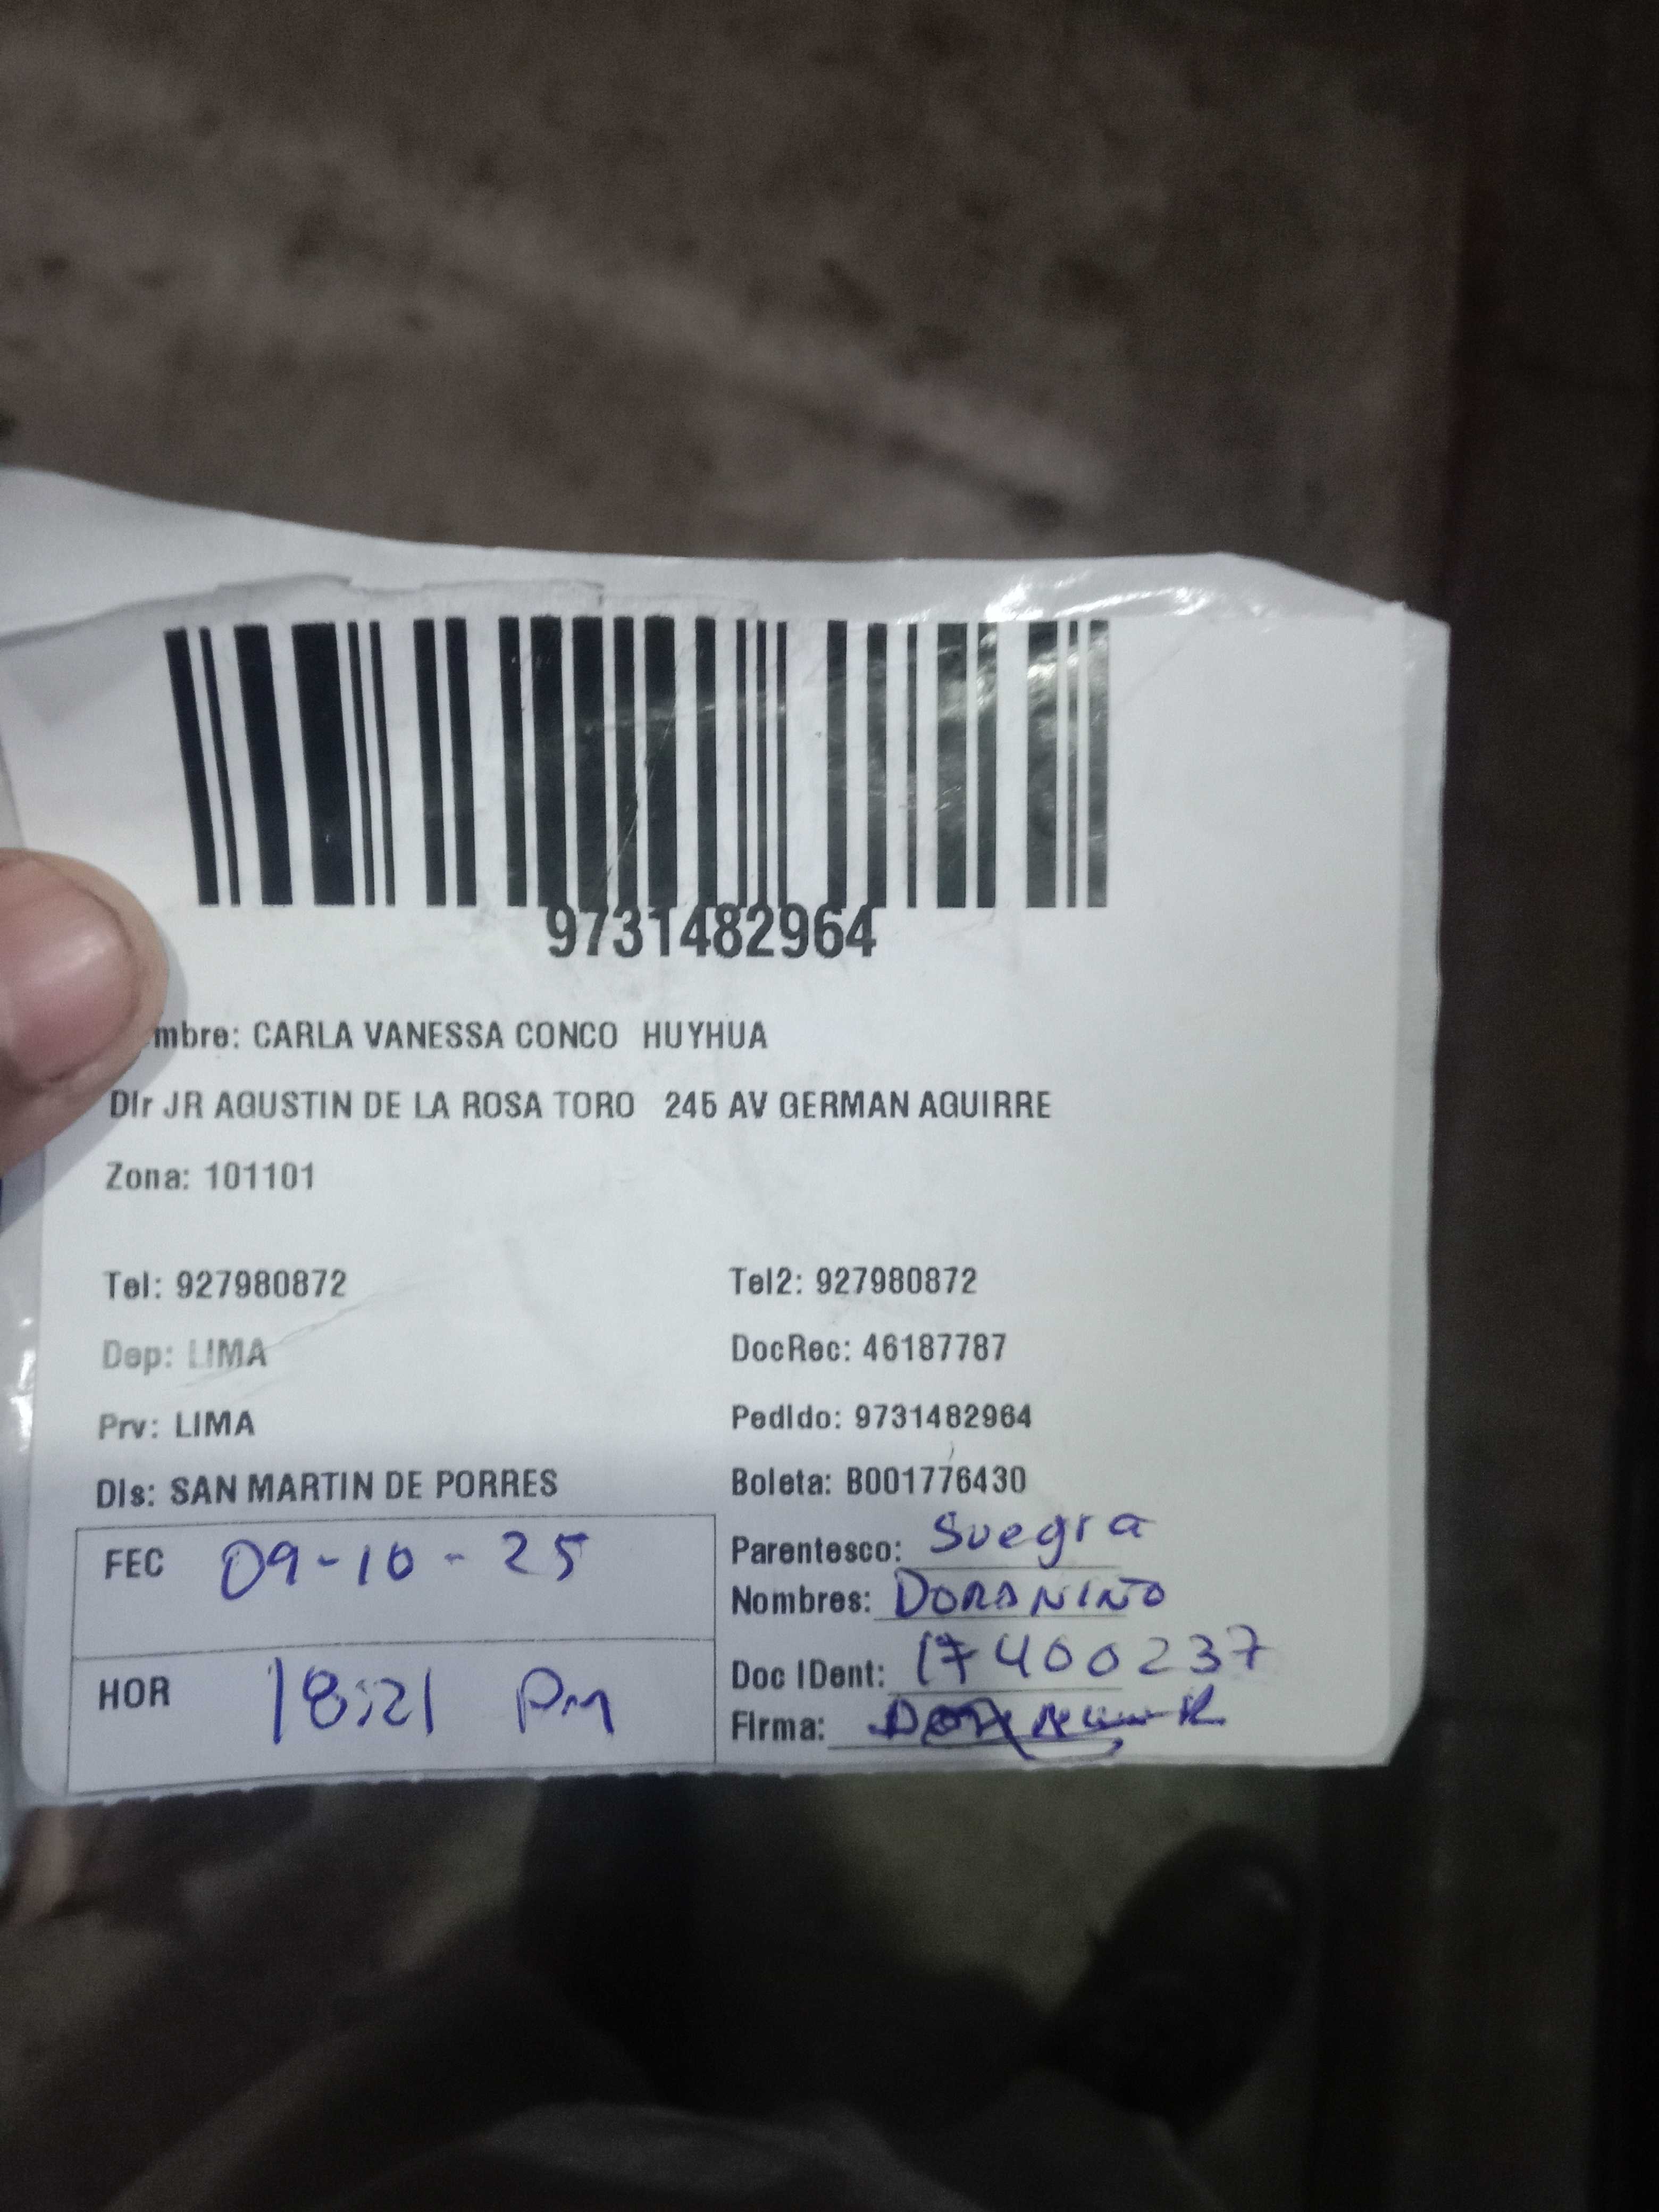 9731482964
mbre: CARLA VANESSA CONCO HUYHUA
Dir JR AGUSTIN DE LA ROSA TORO 245 AV GERMAN AGUIRRE
Zona: 101101
Tel: 927980872 Tel2: 927980872
Dep: LIMA DocRec: 46187787
Prv: LIMA Pedido: 9731482964
Dis: SAN MARTIN DE PORRES Boleta: B001776430
FEC 09-10-25 Parentesco: Suegra
Nombres: DORA NINO
HOR 18:21 Pm Doc IDent: 17400237
Firma: